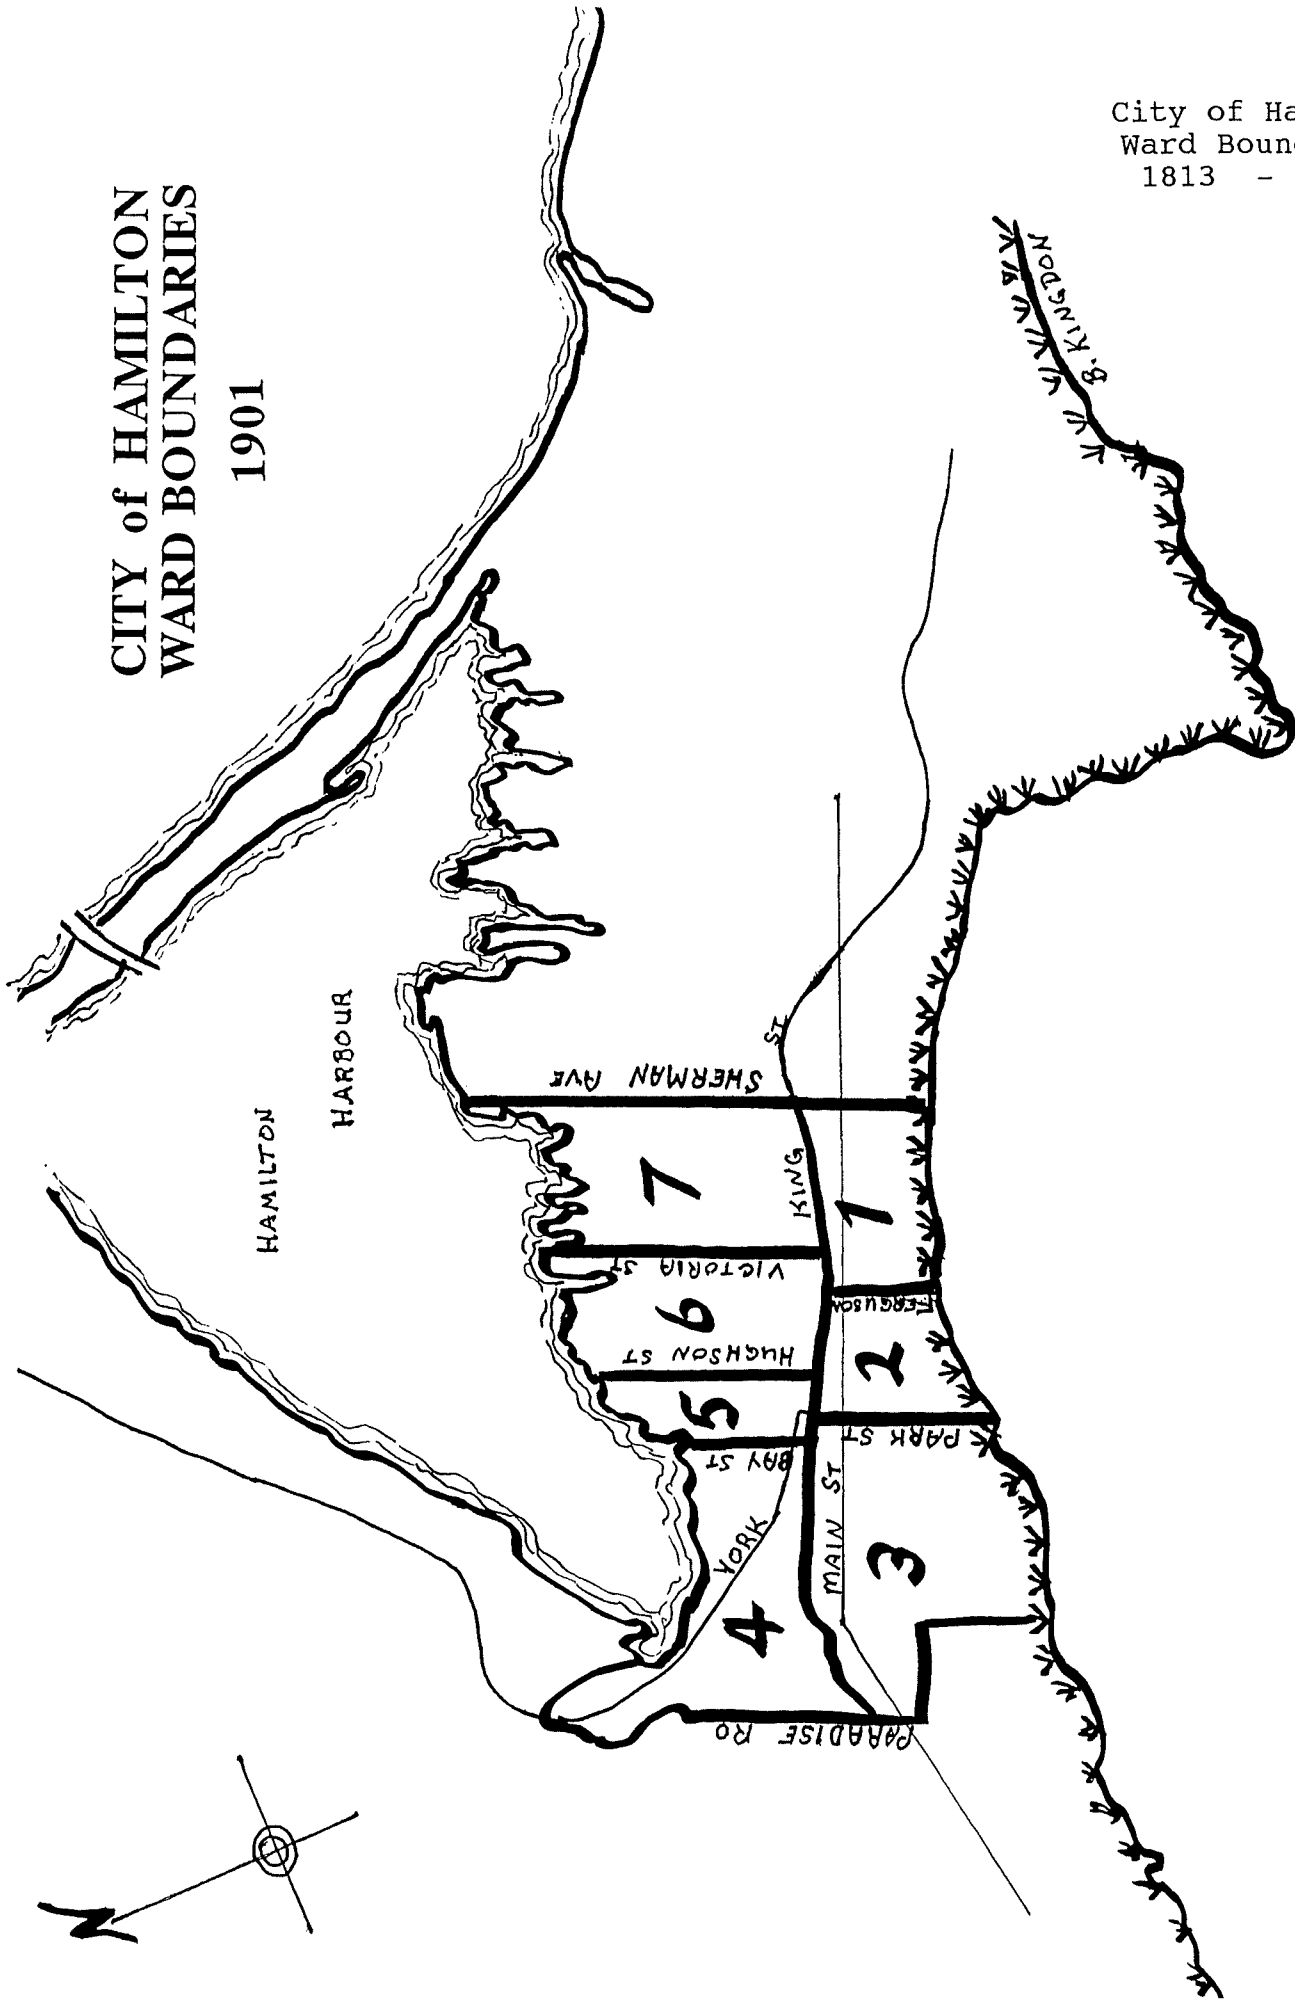 City of Ha
Ward Boun
1813 -
CITY of HAMILTON
WARD BOUNDARIES
1901
B. KINGDON
HAMILTON
HARBOUR
SHERMAN AVE
KING ST
7
1
VICTORIA ST
6
FERGUSON
HUGHSON ST
2
5
PARK ST
BAY ST
YORK
MAIN ST
4
3
PARADISE RD
N